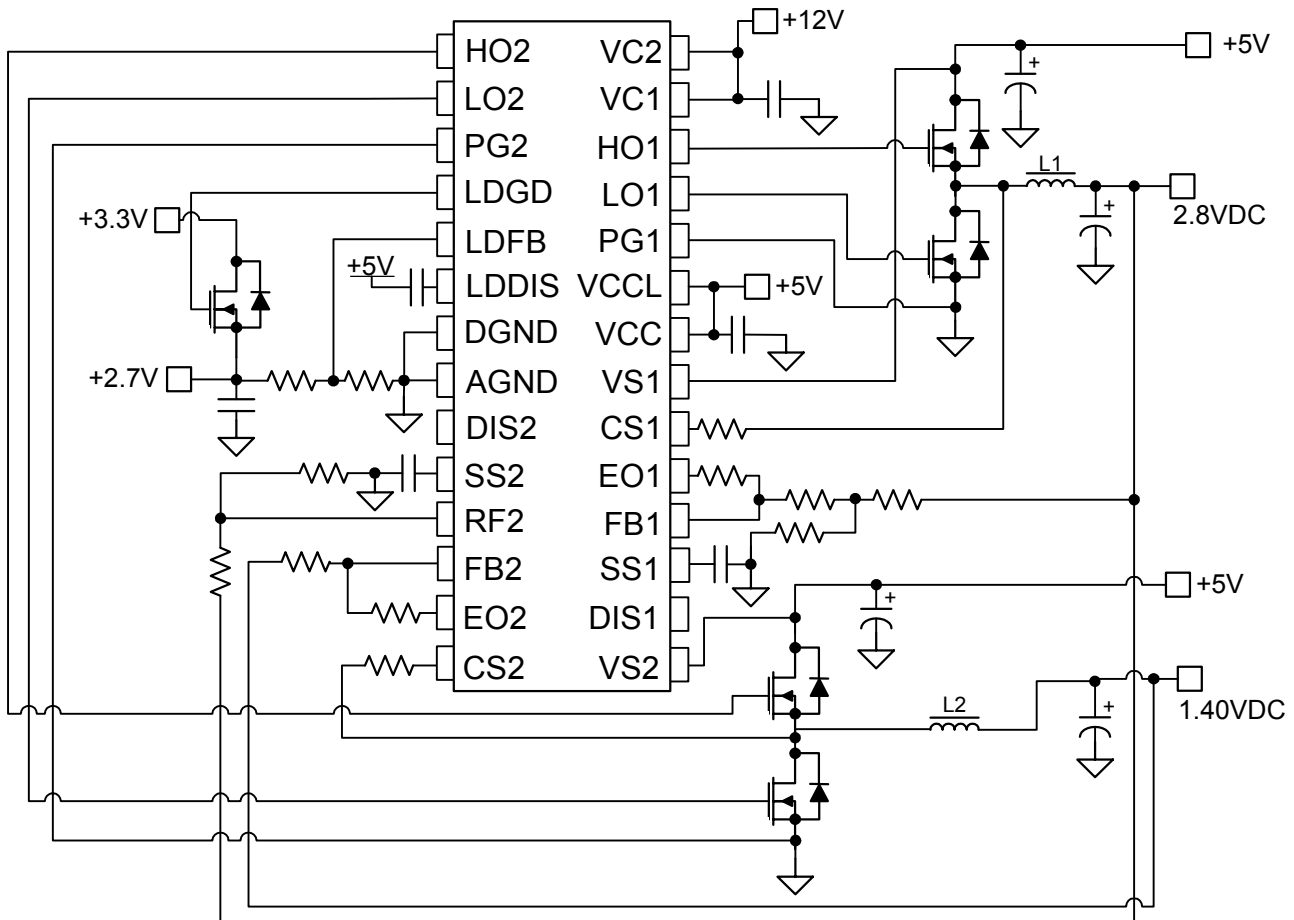 +12V
HO2
VC2
+5V
LO2
VC1
PG2
HO1
LDGD
LO1
L1
2.8VDC
+3.3V
LDFB
PG1
+5V
LDDIS
VCCL
+5V
DGND
VCC
+2.7V
AGND
VS1
DIS2
CS1
SS2
EO1
RF2
FB1
FB2
SS1
+5V
EO2
DIS1
CS2
VS2
L2
1.40VDC
+
+
+
+